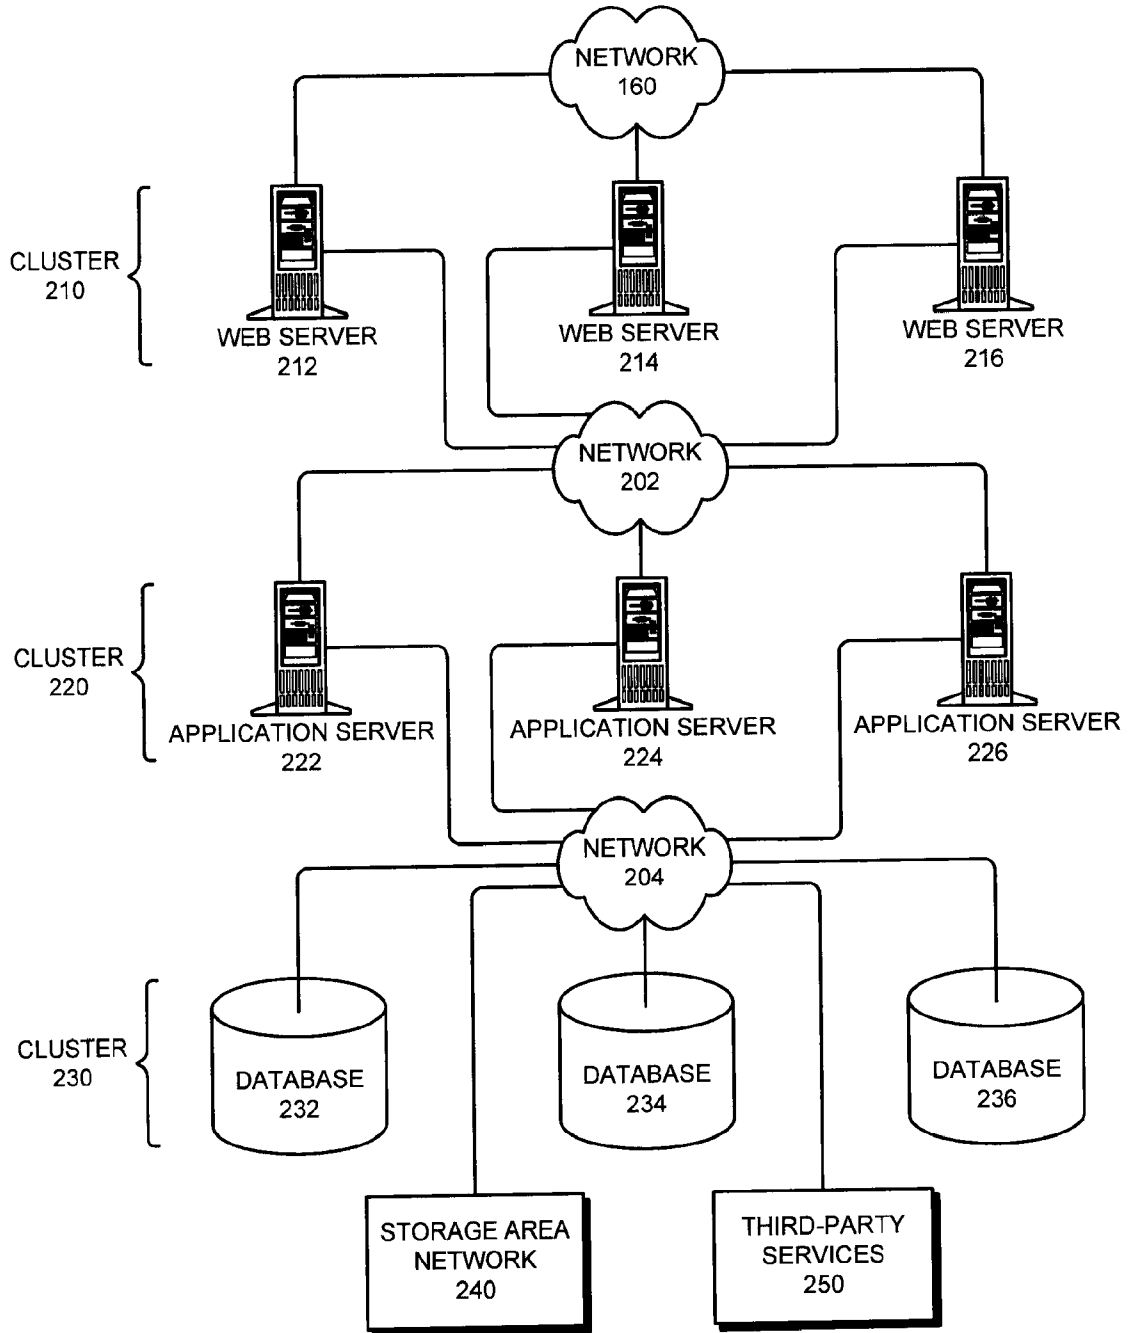 NETWORK
160
CLUSTER
210
WEB SERVER
212
WEB SERVER
214
WEB SERVER
216
NETWORK
202
CLUSTER
220
APPLICATION SERVER
222
APPLICATION SERVER
224
APPLICATION SERVER
226
NETWORK
204
CLUSTER
230
DATABASE
232
DATABASE
234
DATABASE
236
STORAGE AREA
NETWORK
240
THIRD-PARTY
SERVICES
250